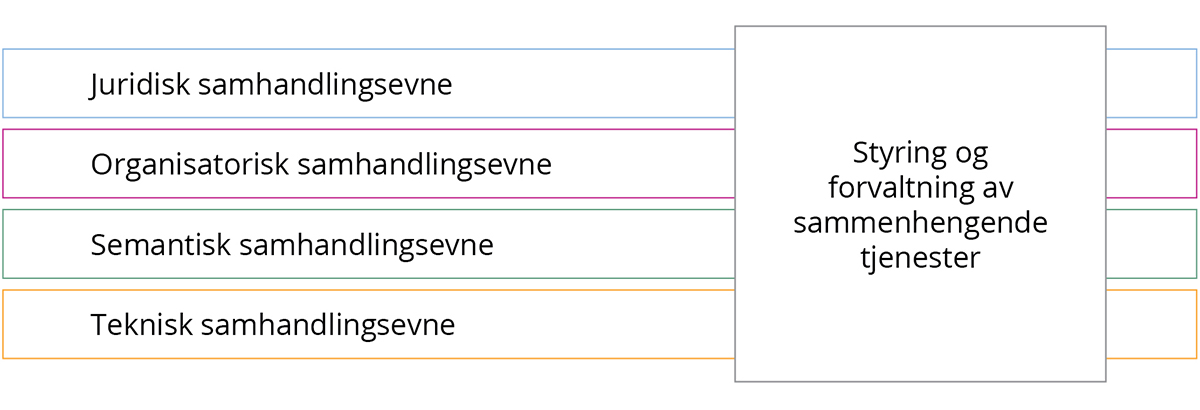 Juridisk samhandlingsevne
Organisatorisk samhandlingsevne
Semantisk samhandlingsevne
Teknisk samhandlingsevne
Styring og
forvaltning av
sammenhengende
tjenester